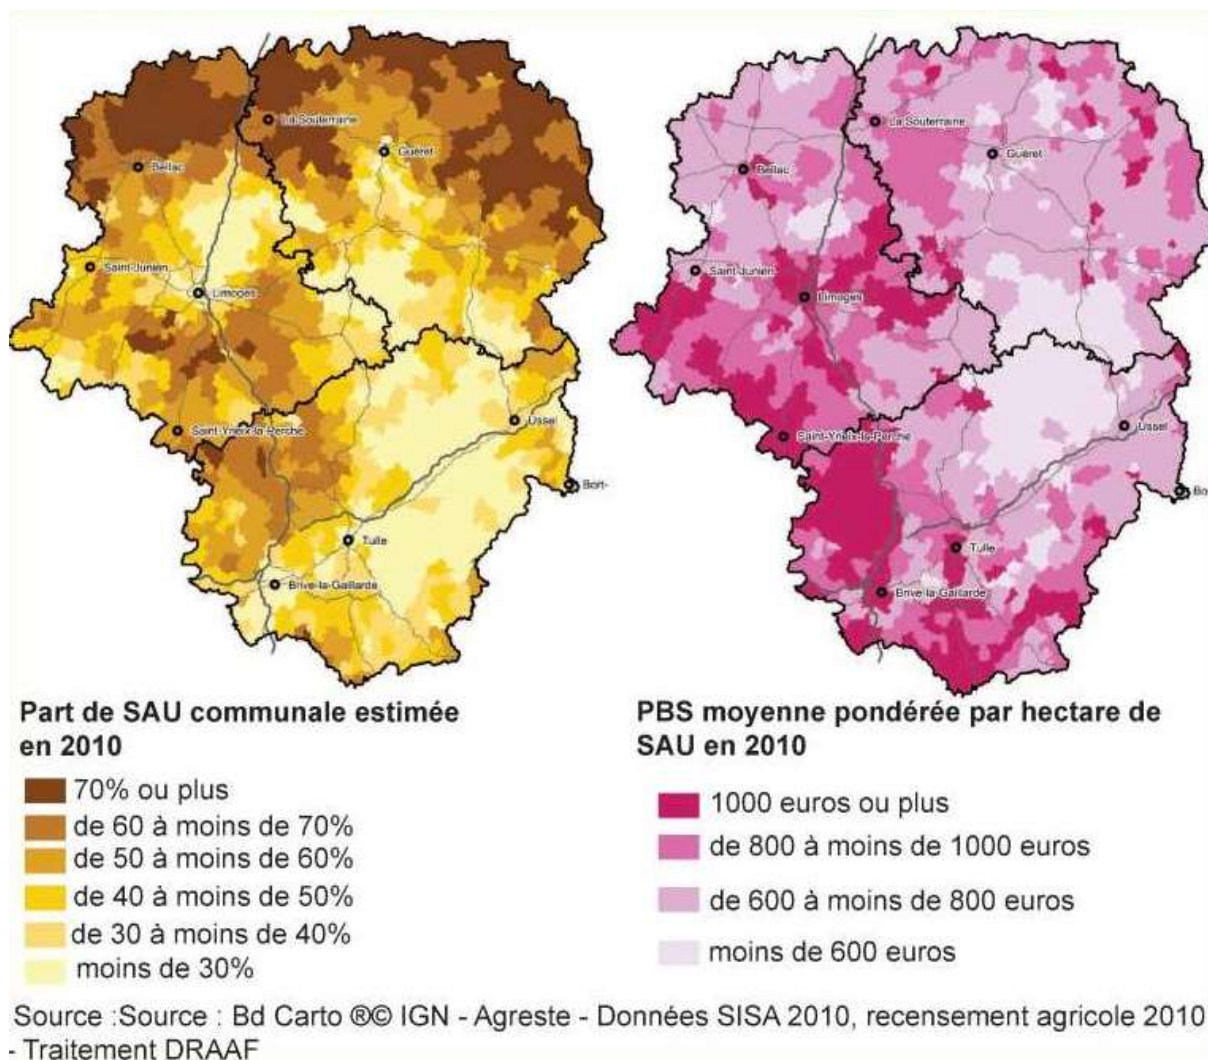 La Souterraine
Guéret
Bellac
Saint-Junien
Limoges
Saint-Yrieix-la-Perche
Ussel
Bort-
Tulle
Brive-la-Gaillarde
La Souterraine
Guéret
Bellac
Saint-Junien
Limoges
Saint-Yrieix-la-Perche
Ussel
Bo
Tulle
Brive-la-Gaillarde
Part de SAU communale estimée
en 2010
70% ou plus
de 60 à moins de 70%
de 50 à moins de 60%
de 40 à moins de 50%
de 30 à moins de 40%
moins de 30%
PBS moyenne pondérée par hectare de
SAU en 2010
1000 euros ou plus
de 800 à moins de 1000 euros
de 600 à moins de 800 euros
moins de 600 euros
Source :Source : Bd Carto ®© IGN - Agreste - Données SISA 2010, recensement agricole 2010
- Traitement DRAAF